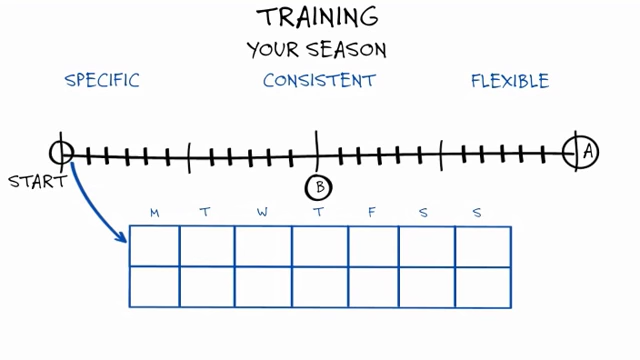 TRAINING
YOUR SEASON
SPECIFIC CONSISTENT FLEXIBLE
A
START
B
M T W T F S S